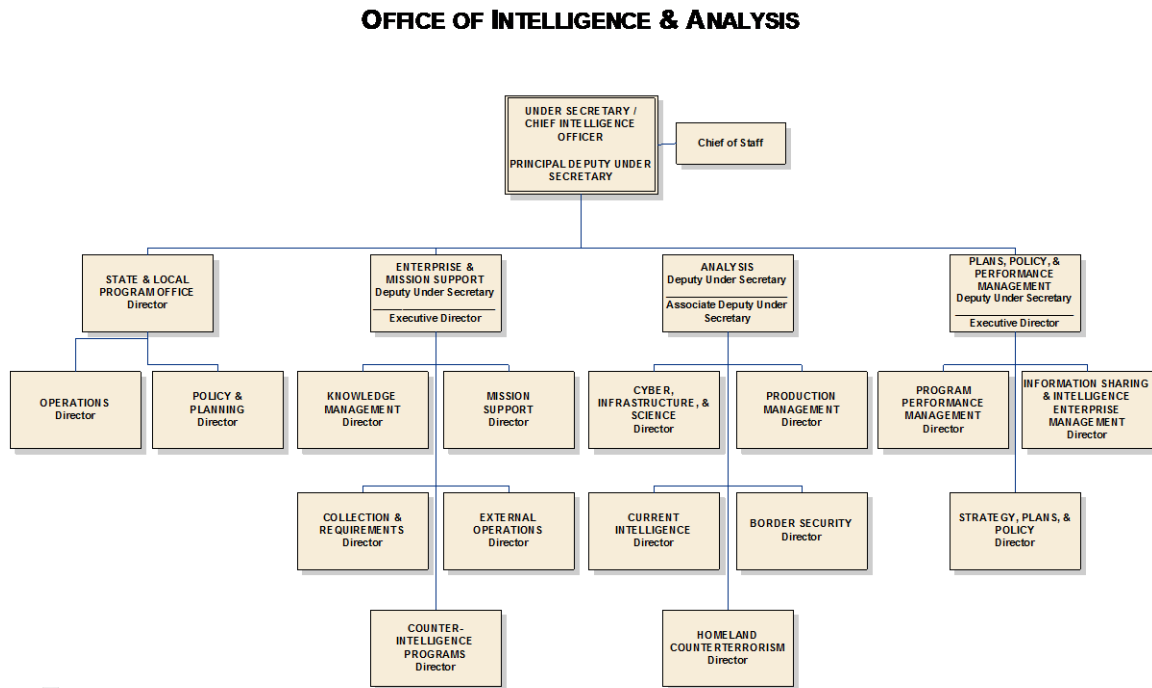 OFFICE OF INTELLIGENCE & ANALYSIS
UNDER SECRETARY /
CHIEF INTELLIGENCE
OFFICER
PRINCIPAL DEPUTY UNDER
SECRETARY
Chief of Staff
STATE & LOCAL
PROGRAM OFFICE
Director
ENTERPRISE &
MISSION SUPPORT
Deputy Under Secretary
Executive Director
ANALYSIS
Deputy Under Secretary
Associate Deputy Under
Secretary
PLANS, POLICY, &
PERFORMANCE
MANAGEMENT
Deputy Under Secretary
Executive Director
OPERATIONS
Director
POLICY &
PLANNING
Director
KNOWLEDGE
MANAGEMENT
Director
MISSION
SUPPORT
Director
CYBER,
INFRASTRUCTURE, &
SCIENCE
Director
PRODUCTION
MANAGEMENT
Director
PROGRAM
PERFORMANCE
MANAGEMENT
Director
INFORMATION SHARING
& INTELLIGENCE
ENTERPRISE
MANAGEMENT
Director
COLLECTION &
REQUIREMENTS
Director
EXTERNAL
OPERATIONS
Director
CURRENT
INTELLIGENCE
Director
BORDER SECURITY
Director
STRATEGY, PLANS, &
POLICY
Director
COUNTER-
INTELLIGENCE
PROGRAMS
Director
HOMELAND
COUNTERTERRORISM
Director